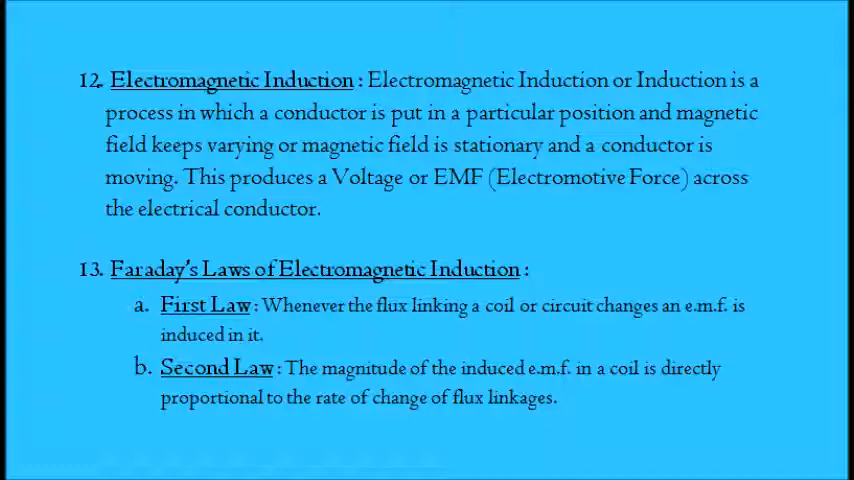 12. Electromagnetic Induction : Electromagnetic Induction or Induction is a
process in which a conductor is put in a particular position and magnetic
field keeps varying or magnetic field is stationary and a conductor is
moving. This produces a Voltage or EMF (Electromotive Force) across
the electrical conductor.
13. Faraday's Laws of Electromagnetic Induction :
a. First Law : Whenever the flux linking a coil or circuit changes an e.m.f. is
induced in it.
b. Second Law : The magnitude of the induced e.m.f. in a coil is directly
proportional to the rate of change of flux linkages.